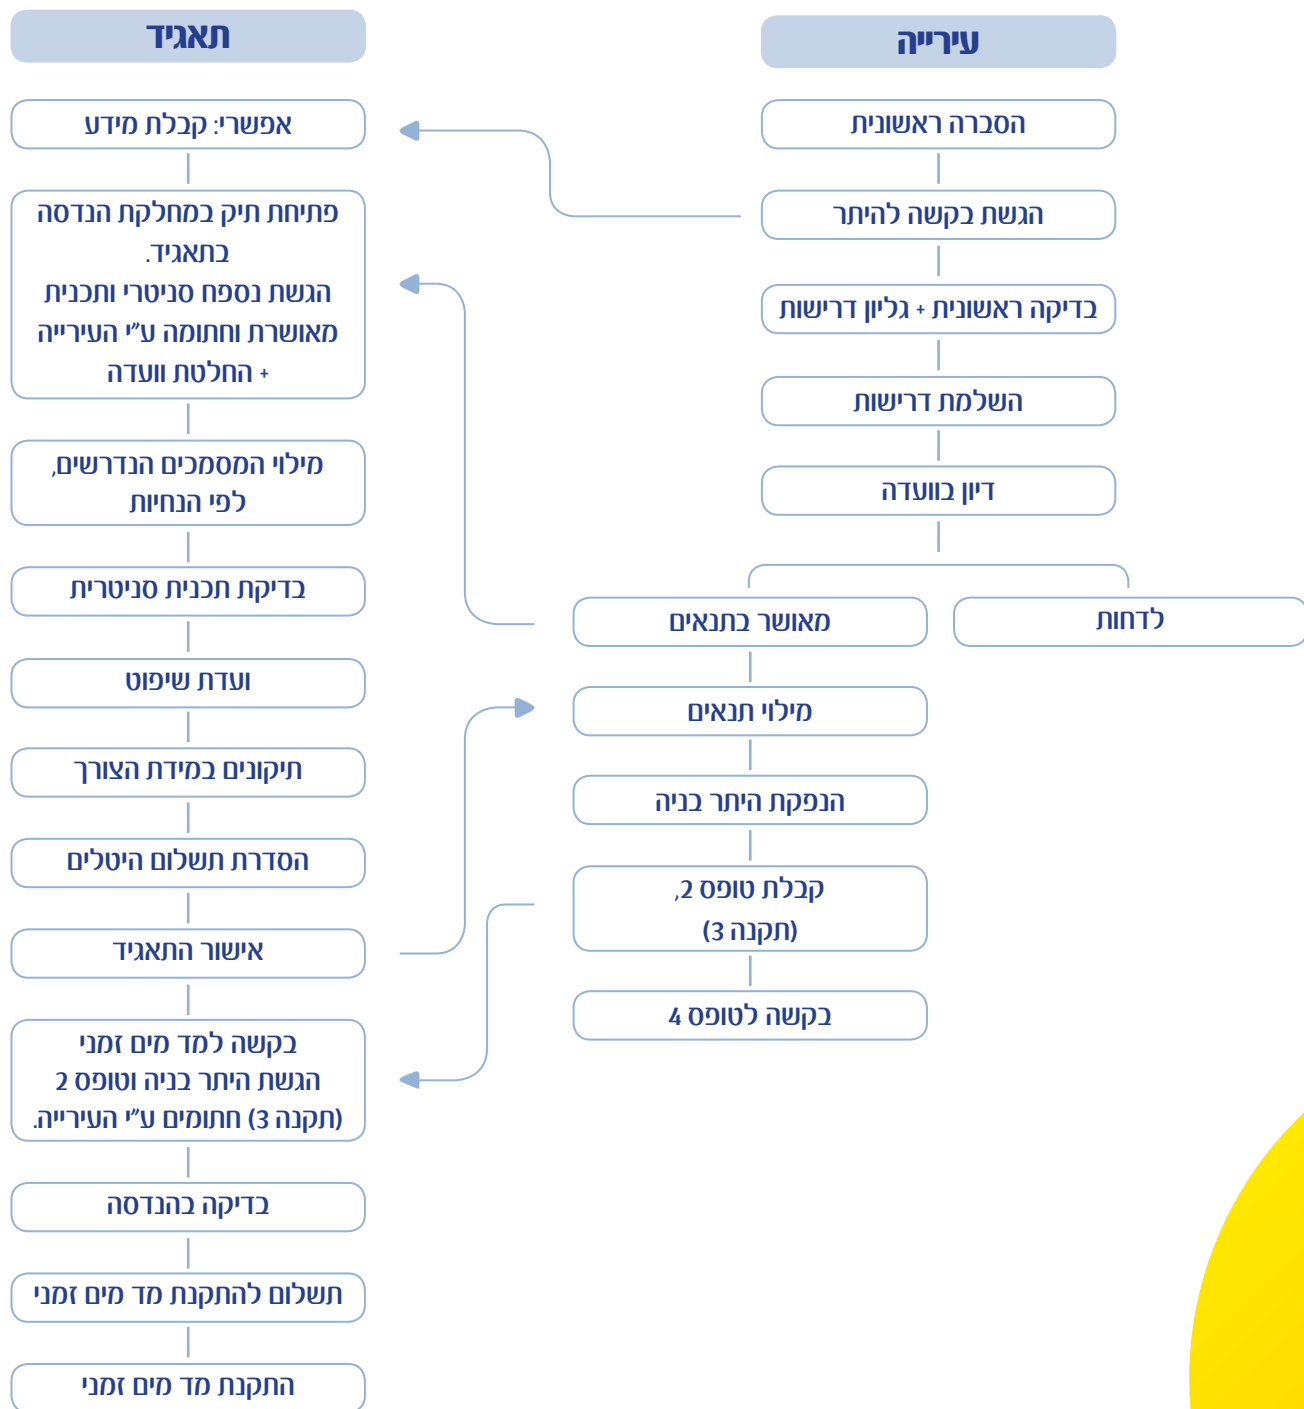 עירייה
הסברה ראשונית
הגשת בקשה להיתר
בדיקה ראשונית + גליון דרישות
השלמת דרישות
דיון בוועדה
לדחות
מאושר בתנאים
מילוי תנאים
הנפקת היתר בניה
קבלת טופס 2,
(תקנה 3)
בקשה לטופס 4
תאגיד
אפשרי: קבלת מידע
פתיחת תיק במחלקת הנדסה
בתאגיד.
הגשת נספח סניטרי ותכנית
מאושרת וחתומה ע"י העירייה
+ החלטת וועדה
מילוי המסמכים הנדרשים,
לפי הנחיות
בדיקת תכנית סניטרית
ועדת שיפוט
תיקונים במידת הצורך
הסדרת תשלום היטלים
אישור התאגיד
בקשה למד מים זמני
הגשת היתר בניה וטופס 2
(תקנה 3) חתומים ע"י העירייה.
בדיקה בהנדסה
תשלום להתקנת מד מים זמני
התקנת מד מים זמני